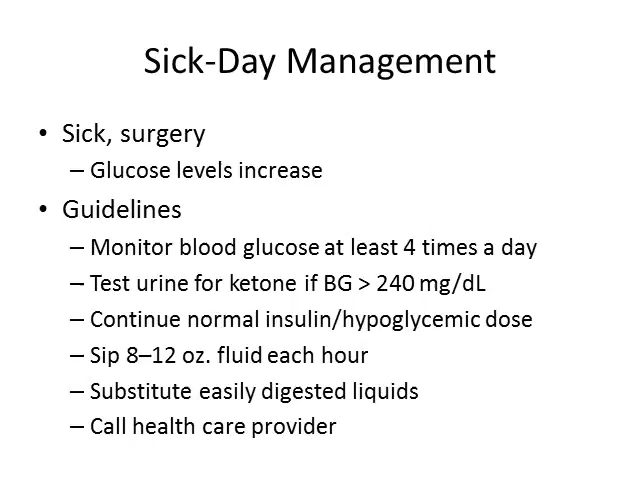 Sick-Day Management
• Sick, surgery
– Glucose levels increase
• Guidelines
– Monitor blood glucose at least 4 times a day
– Test urine for ketone if BG > 240 mg/dL
– Continue normal insulin/hypoglycemic dose
– Sip 8–12 oz. fluid each hour
– Substitute easily digested liquids
– Call health care provider